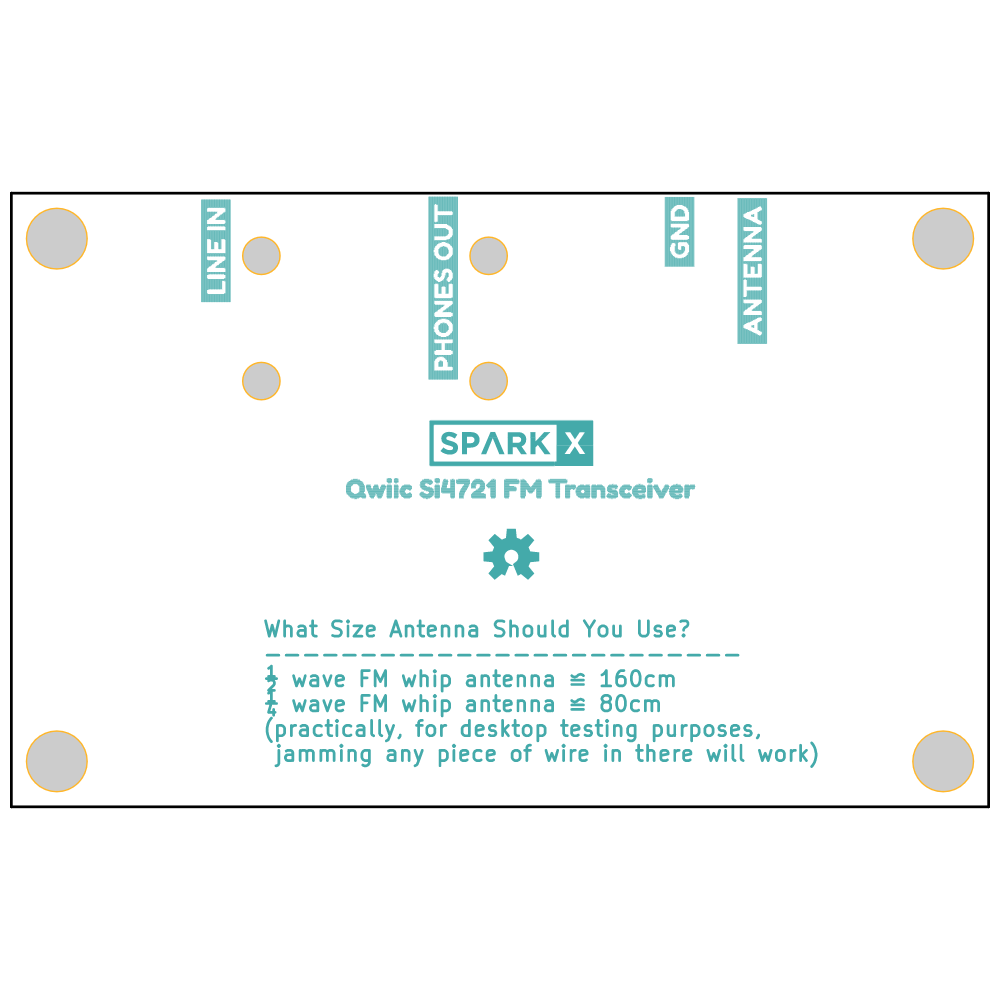 LINE IN
PHONES OUT
GND
ANTENNA
SPARK X
Qwiic Si4721 FM Transceiver
What Size Antenna Should You Use?
--------------------------
½ wave FM whip antenna ≌ 160cm
¼ wave FM whip antenna ≌ 80cm
(practically, for desktop testing purposes,
jamming any piece of wire in there will work)